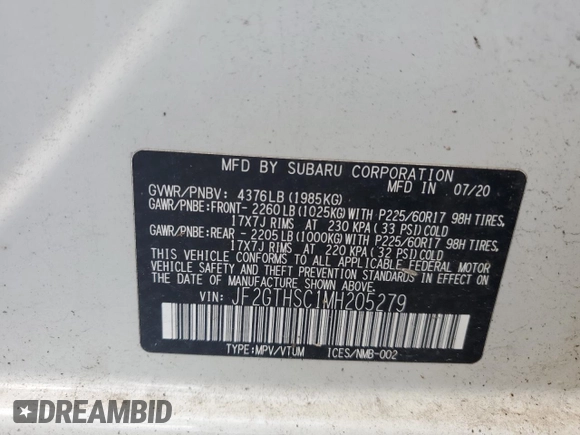 MFD BY SUBARU CORPORATION
MFD IN 07/20
GVWR/PNBV: 4376LB (1985KG)
GAWR/PNBE:FRONT- 2260LB (1025KG)WITH P225/60R17 98H TIRES,
17x7J RIMS AT 230 KPA (33 PSI)COLD
GAWR/PNBE:REAR - 2205LB (1000KG)WITH P225/60R17 98H TIRES,
17x7J RIMS AT 220 KPA (32 PSI)COLD
THIS VEHICLE CONFORMS TO ALL APPLICABLE FEDERAL MOTOR
VEHICLE SAFETY STANDARDS IN EFFECT ON THE DATE OF
MANUFACTURE SHOWN ABOVE.
VIN: JF2GTHSC1MH205279
TYPE:MPV/VTUM ICES/NMB-002
DREAMBID